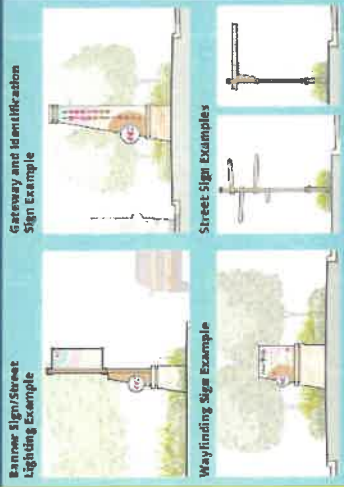 Banner Sign/Street
Lighting Example
Gateway and Identification
Sign Example
Wayfinding Sign Example
Street Sign Examples